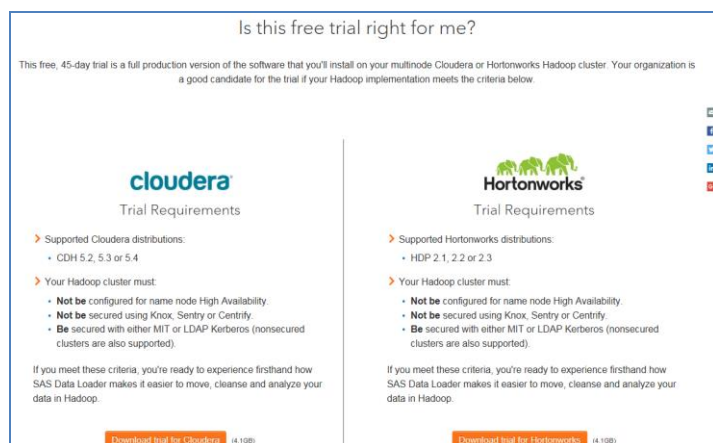 Is this free trial right for me?
This free, 45-day trial is a full production version of the software that you'll install on your multinode Cloudera or Hortonworks Hadoop cluster. Your organization is
a good candidate for the trial if your Hadoop implementation meets the criteria below.
cloudera
Trial Requirements
Supported Cloudera distributions:
• CDH 5.2, 5.3 or 5.4
Your Hadoop cluster must:
• Not be configured for name node High Availability.
• Not be secured using Knox, Sentry or Centrify.
• Be secured with either MIT or LDAP Kerberos (nonsecured
clusters are also supported).
If you meet these criteria, you're ready to experience firsthand how
SAS Data Loader makes it easier to move, cleanse and analyze your
data in Hadoop.
Download trial for Cloudera (4.1GB)
Hortonworks
Trial Requirements
Supported Hortonworks distributions:
• HDP 2.1, 2.2 or 2.3
Your Hadoop cluster must:
• Not be configured for name node High Availability.
• Not be secured using Knox, Sentry or Centrify.
• Be secured with either MIT or LDAP Kerberos (nonsecured
clusters are also supported).
If you meet these criteria, you're ready to experience firsthand how
SAS Data Loader makes it easier to move, cleanse and analyze your
data in Hadoop.
Download trial for Hortonworks (4.1GB)